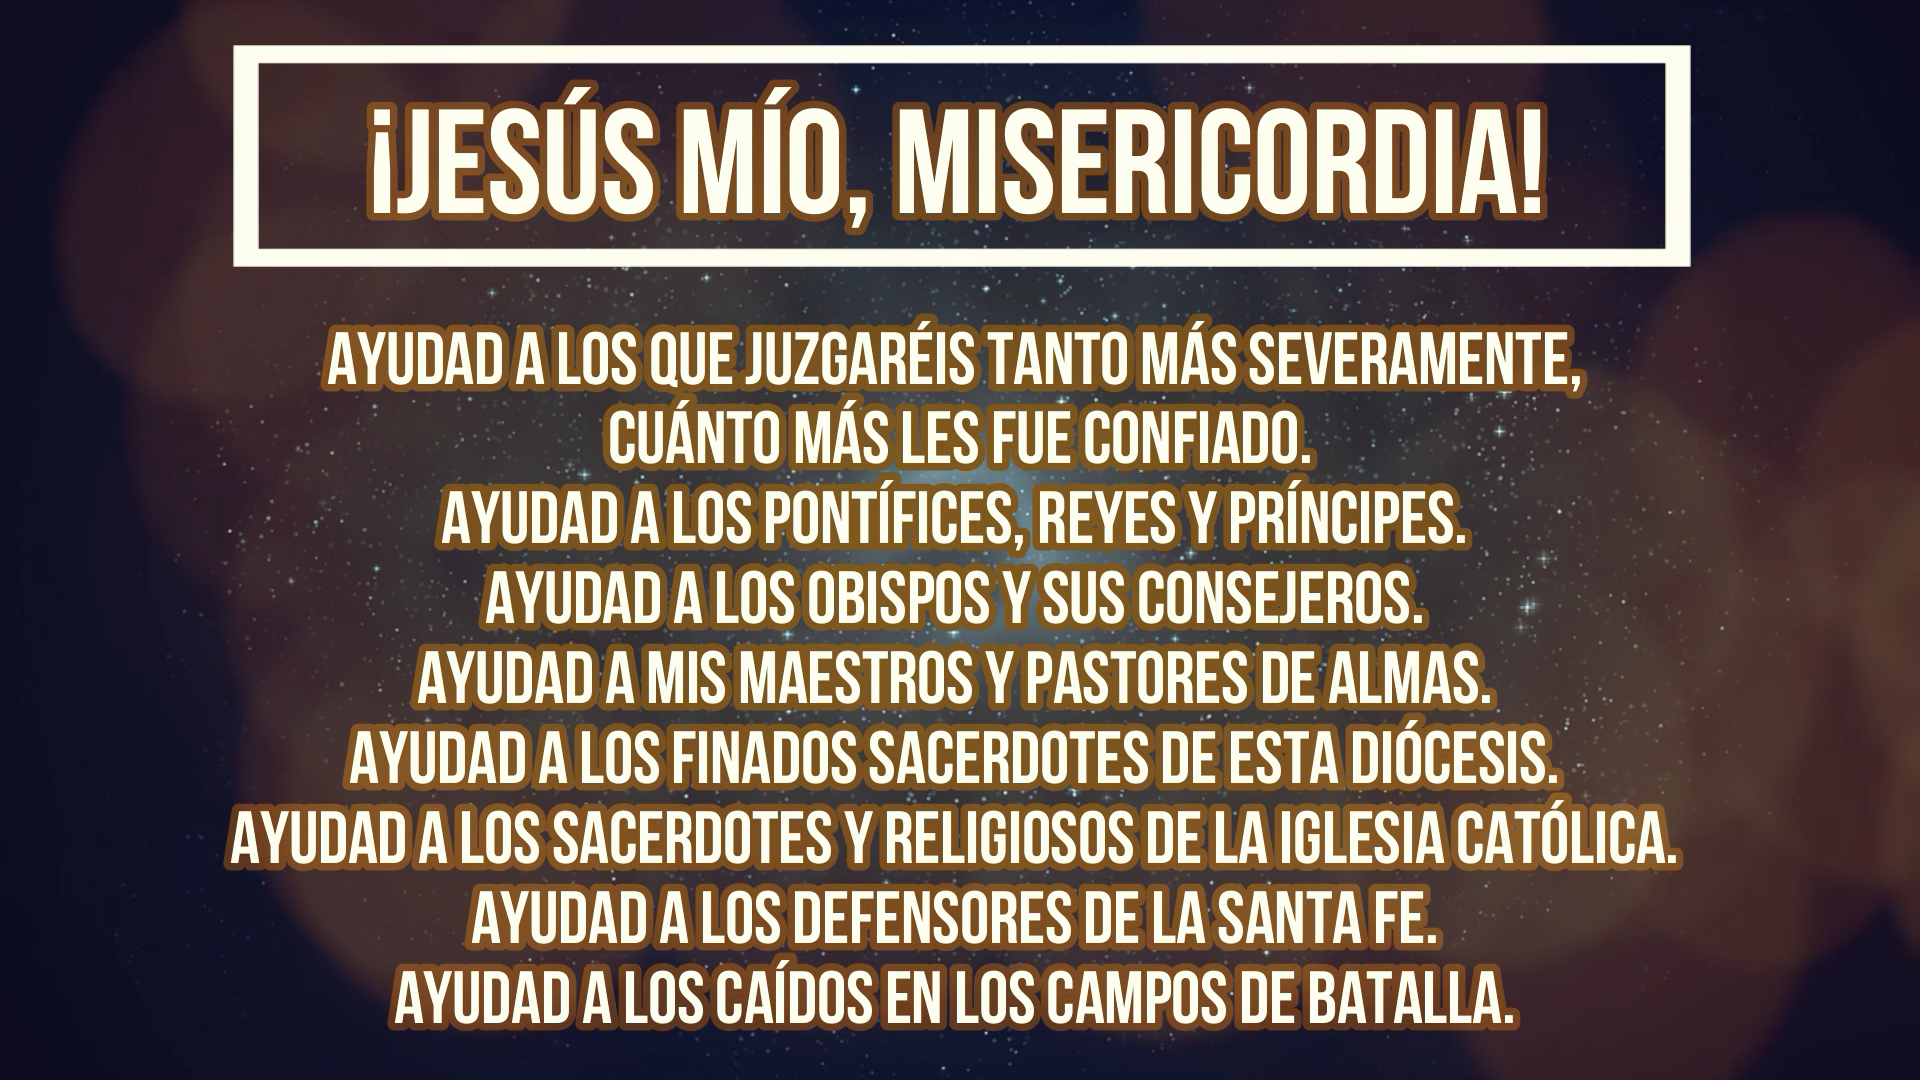 ¡JESÚS MÍO, MISERICORDIA!
AYUDAD A LOS QUE JUZGARÉIS TANTO MÁS SEVERAMENTE,
CUÁNTO MÁS LES FUE CONFIADO.
AYUDAD A LOS PONTÍFICES, REYES Y PRÍNCIPES.
AYUDAD A LOS OBISPOS Y SUS CONSEJEROS.
AYUDAD A MIS MAESTROS Y PASTORES DE ALMAS.
AYUDAD A LOS FINADOS SACERDOTES DE ESTA DIÓCESIS.
AYUDAD A LOS SACERDOTES Y RELIGIOSOS DE LA IGLESIA CATÓLICA.
AYUDAD A LOS DEFENSORES DE LA SANTA FE.
AYUDAD A LOS CAÍDOS EN LOS CAMPOS DE BATALLA.